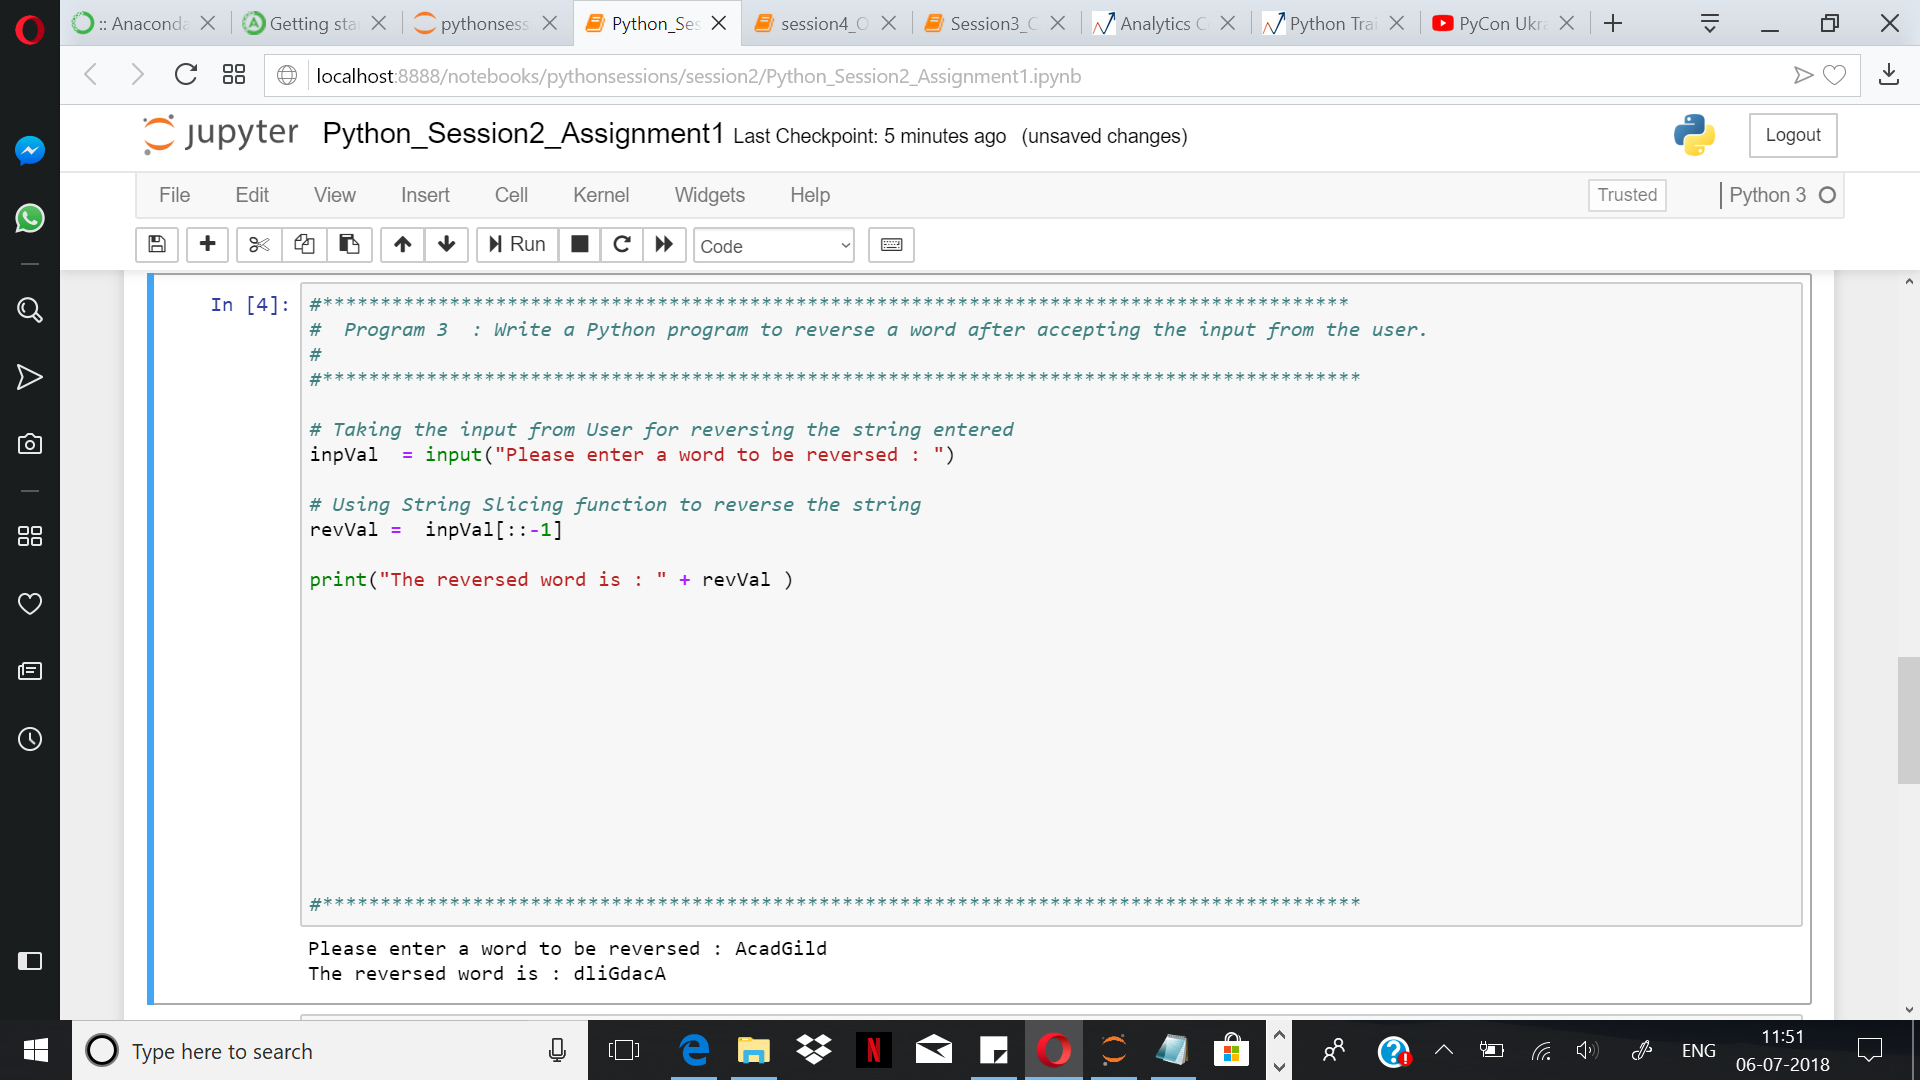 :: Anaconda
Getting sta
pythonsess
Python_Ses
session4_O
Session3_C
Analytics C
Python Trai
PyCon Ukra
localhost:8888/notebooks/pythonsessions/session2/Python_Session2_Assignment1.ipynb
jupyter Python_Session2_Assignment1 Last Checkpoint: 5 minutes ago (unsaved changes)
Logout
File Edit View Insert Cell Kernel Widgets Help
Trusted
Python 3
Run
Code
In [4]:
#*****************************************************************************************
# Program 3 : Write a Python program to reverse a word after accepting the input from the user.
#
#******************************************************************************************
# Taking the input from User for reversing the string entered
inpVal = input("Please enter a word to be reversed : ")
# Using String Slicing function to reverse the string
revVal = inpVal[::-1]
print("The reversed word is : " + revVal )
#******************************************************************************************
Please enter a word to be reversed : AcadGild
The reversed word is : dliGdacA
Type here to search
ENG
11:51
06-07-2018